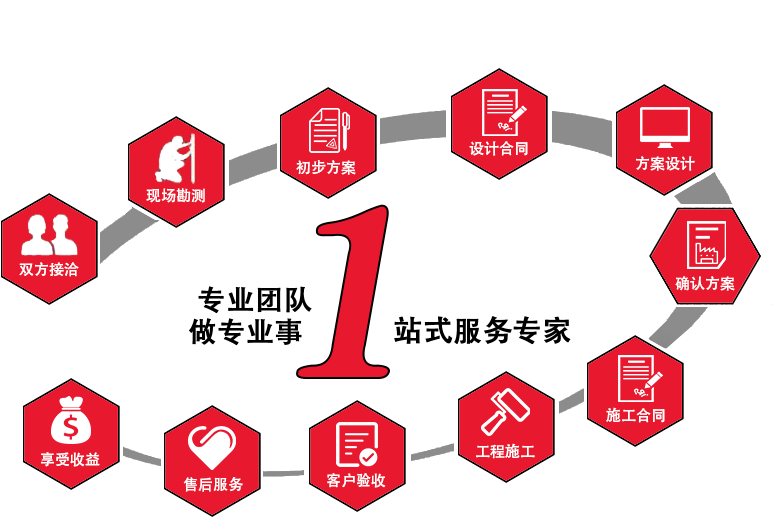 双方接洽
现场勘测
初步方案
设计合同
方案设计
确认方案
施工合同
工程施工
客户验收
售后服务
享受收益
专业团队
做专业事
1
站式服务专家
$